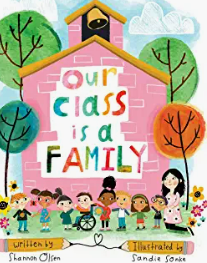 our
class
is a
FAMILY
written by
Shannon Olsen
Illustrated by
Sandie Sonke